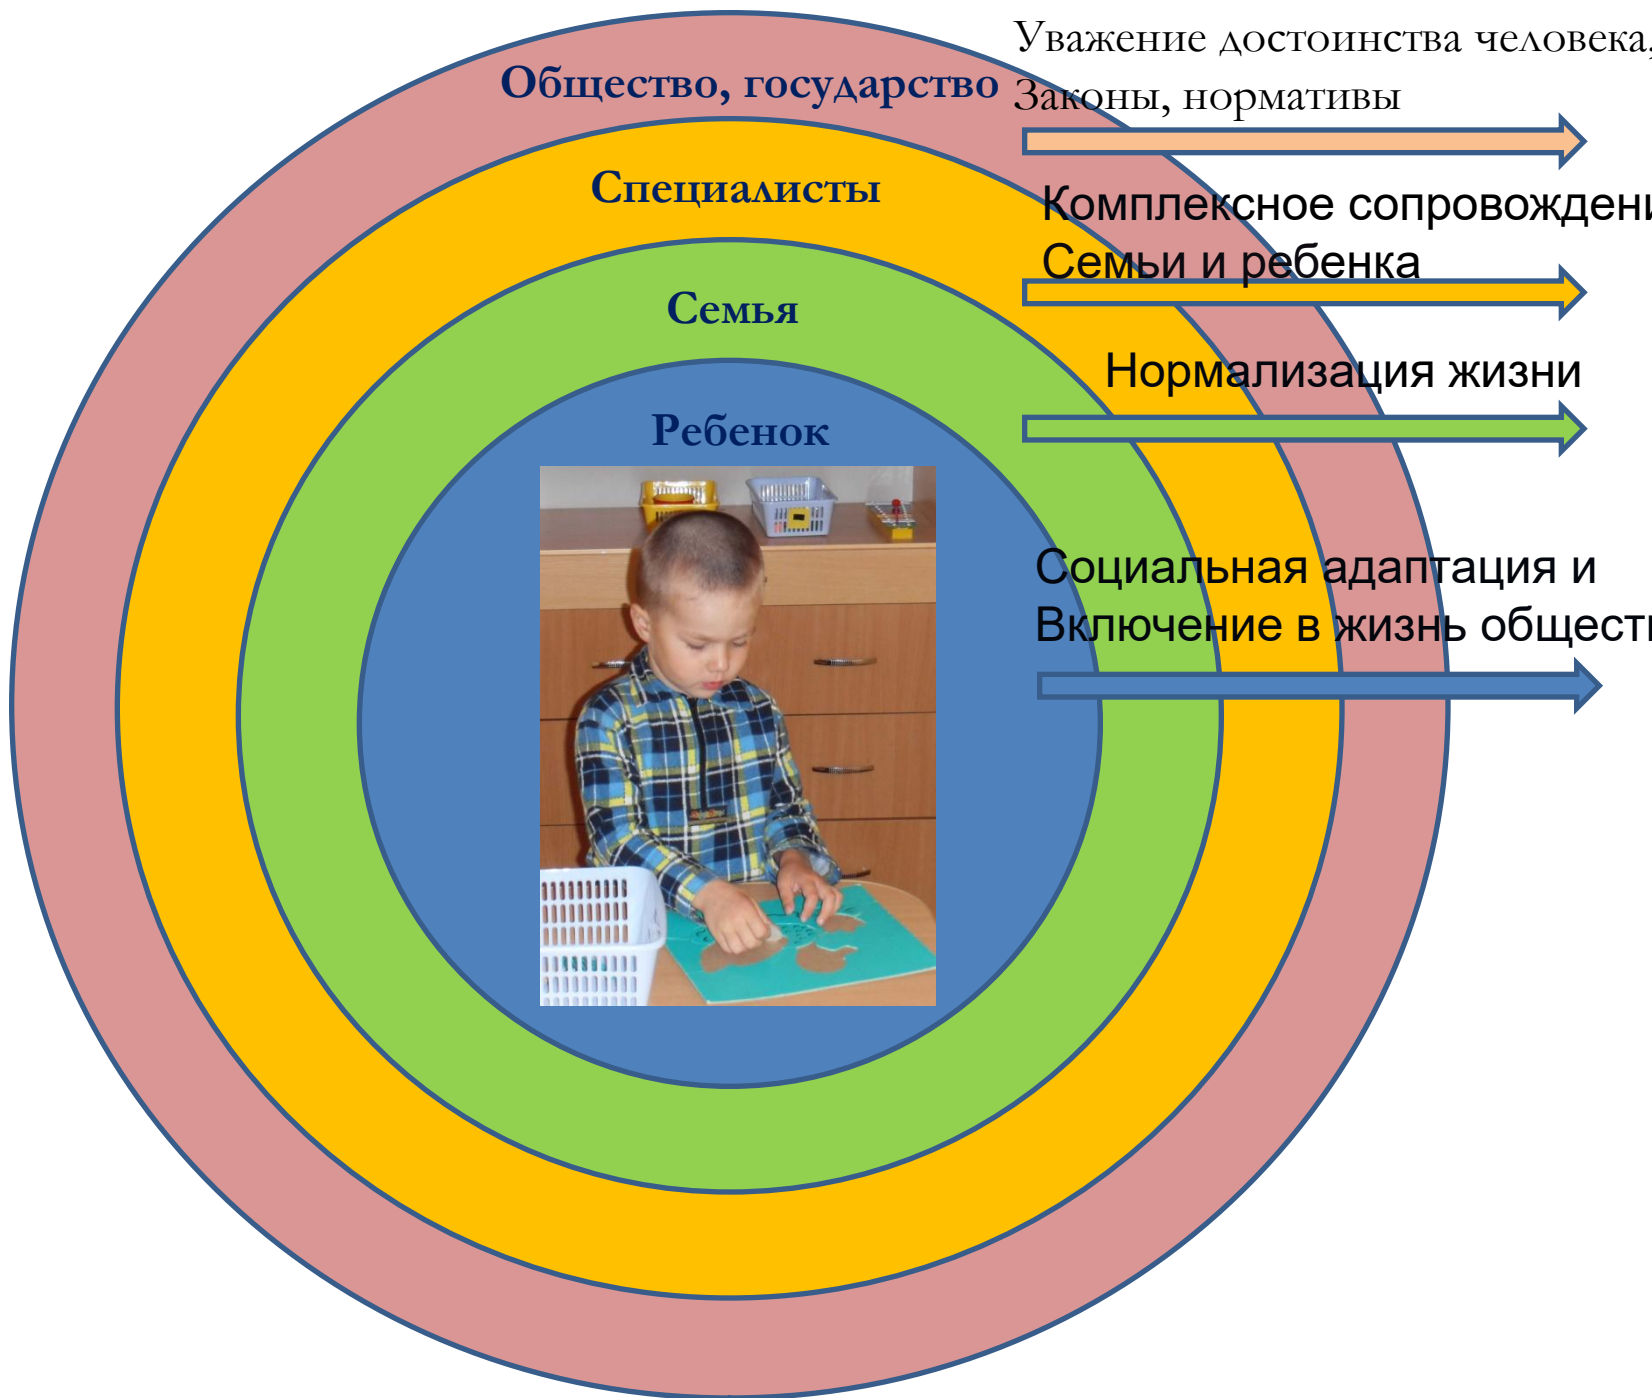 Уважение достоинства человека,
Законы, нормативы
Общество, государство
Специалисты
Комплексное сопровождени
Семьи и ребенка
Семья
Нормализация жизни
Ребенок
Социальная адаптация и
Включение в жизнь обществ